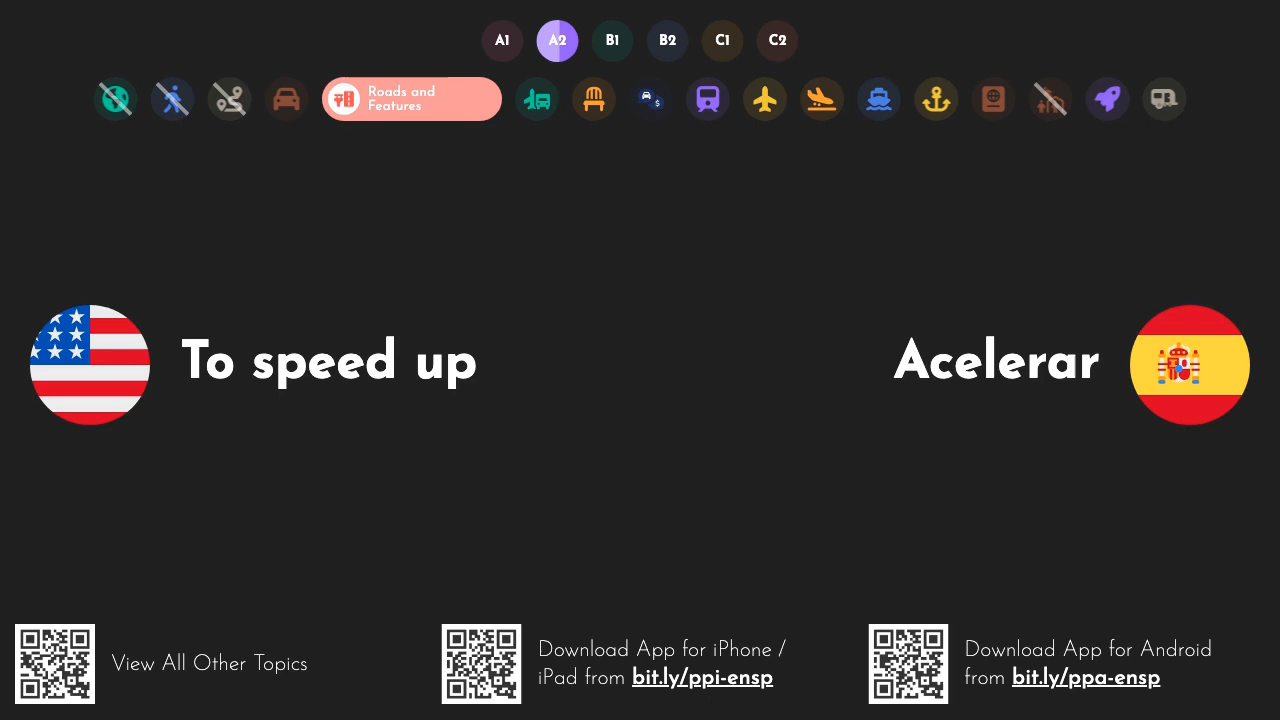 A1 A2 B1 B2 C1 C2
Roads and
Features
To speed up
Acelerar
View All Other Topics
Download App for iPhone /
iPad from bit.ly/ppi-ensp
Download App for Android
from bit.ly/ppa-ensp